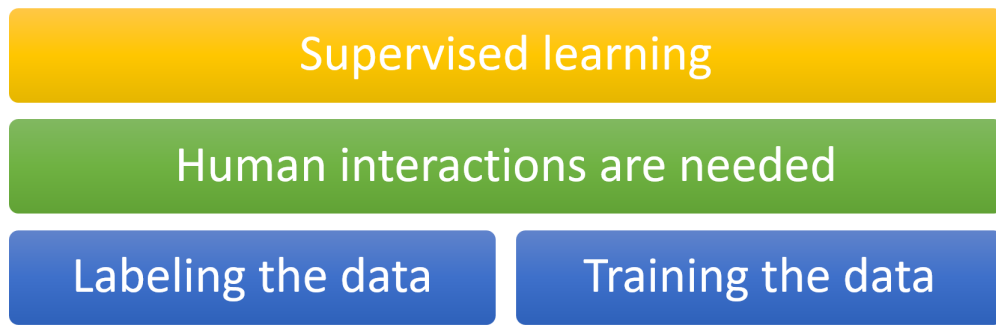 Supervised learning
Human interactions are needed
Labeling the data
Training the data